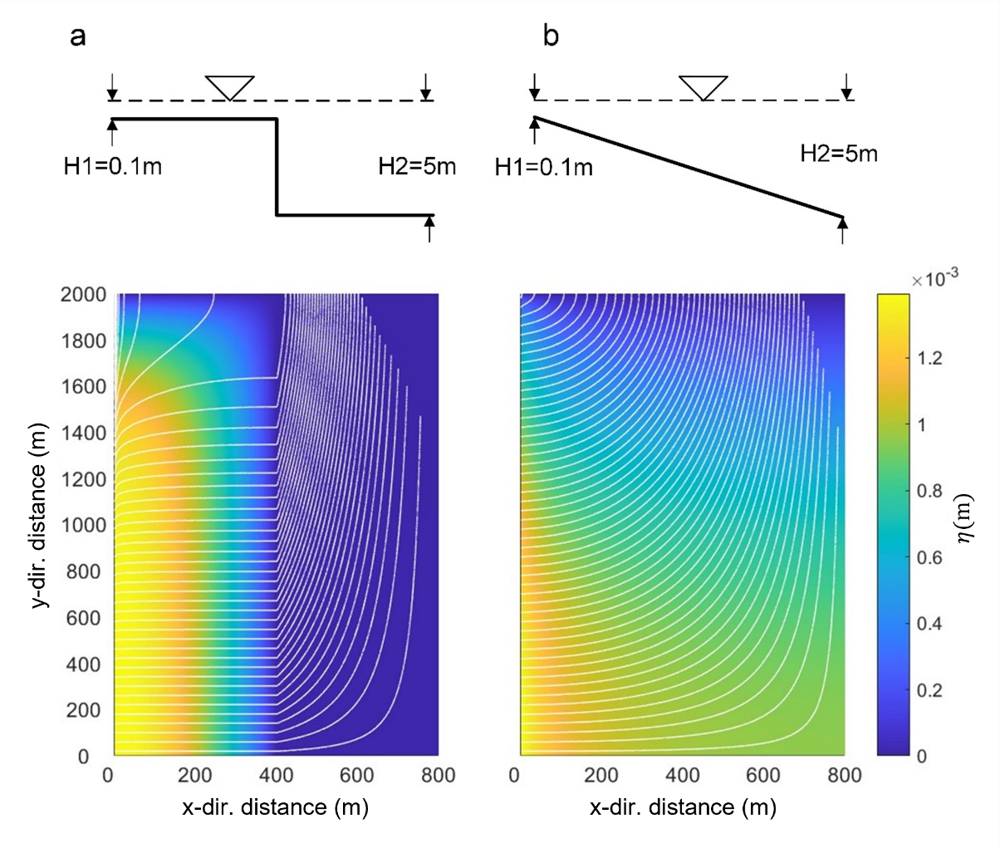 a
b
H1=0.1m
H2=5m
H1=0.1m
H2=5m
×10-3
2000
1800
1600
1400
1200
1000
800
600
400
200
0
y-dir. distance (m)
0 200 400 600 800
x-dir. distance (m)
0 200 400 600 800
x-dir. distance (m)
1.2
1
0.8
0.6
0.4
0.2
0
η(m)